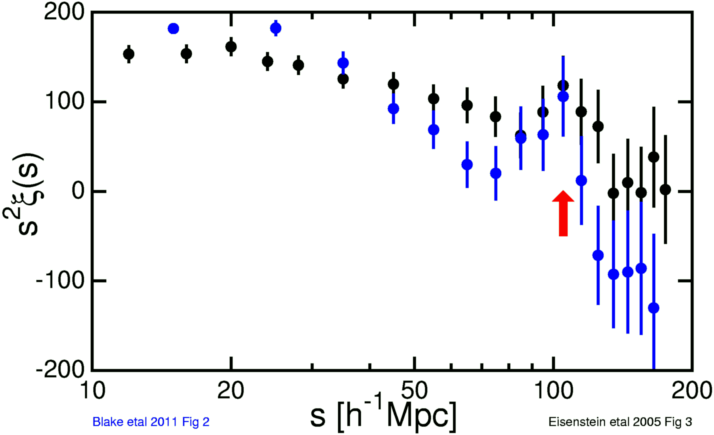 200
100
0
-100
-200
s²ξ(s)
10 20 50 100 200
s [h⁻¹Mpc]
Blake etal 2011 Fig 2
Eisenstein etal 2005 Fig 3